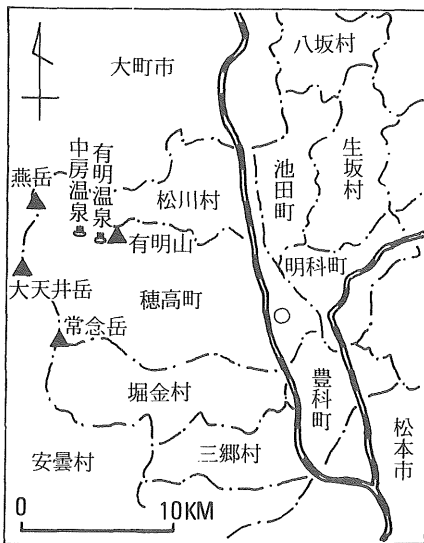 八坂村
大町市
生坂村
池田町
有明温泉
中房温泉
燕岳
松川村
有明山
明科町
大天井岳
穂高町
常念岳
豊科町
堀金村
松本市
三郷村
安曇村
0 10KM